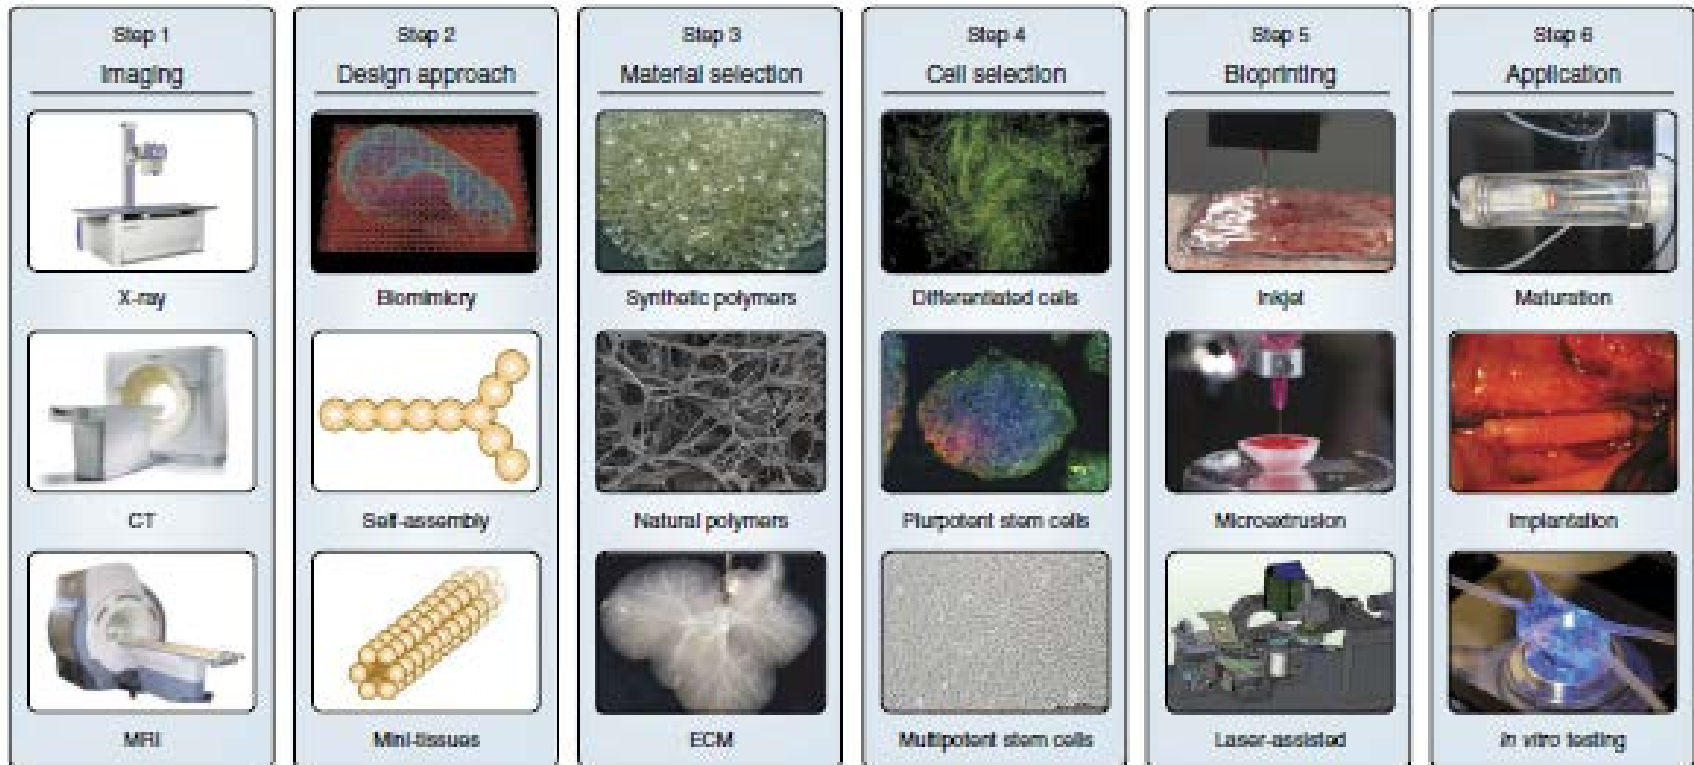 Step 1
Imaging
X-ray
CT
MRI
Step 2
Design approach
Biomimicry
Self-assembly
Mini-tissues
Step 3
Material selection
Synthetic polymers
Natural polymers
ECM
Step 4
Cell selection
Differentiated cells
Plurpotent stem cells
Multipotent stem cells
Step 5
Bioprinting
Inkjet
Microextrusion
Laser-assisted
Step 6
Application
Maturation
Implantation
In vitro testing